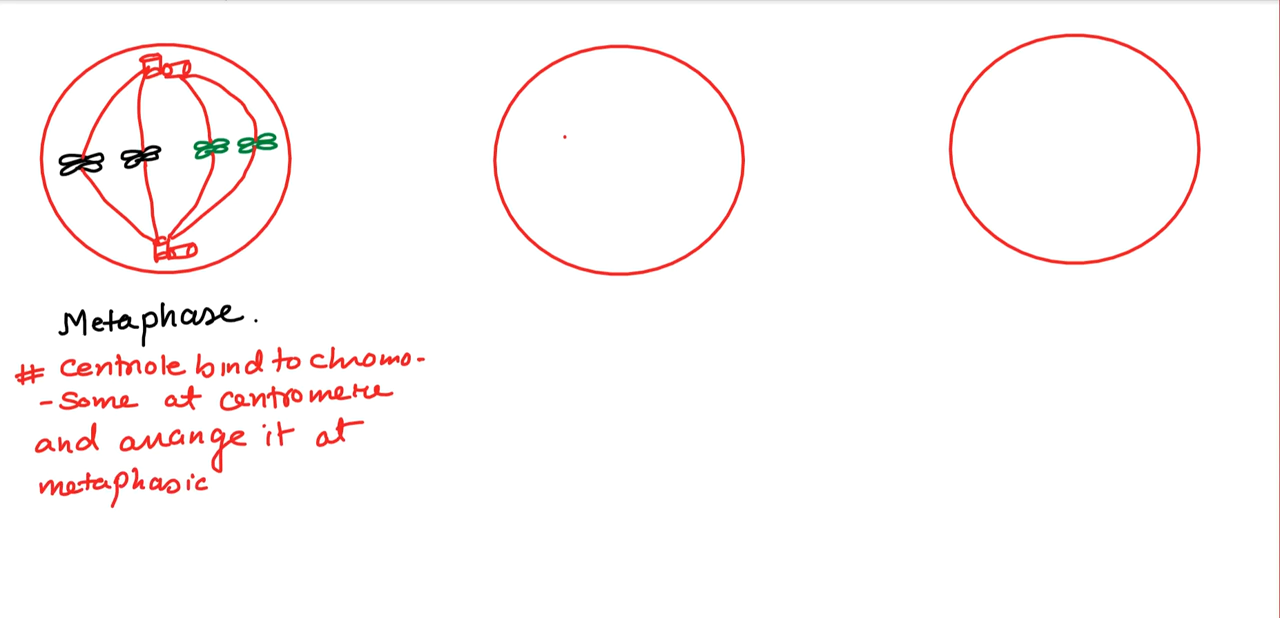 Metaphase.
# Centriole bind to chromo-
-Some at centromere
and arrange it at
metaphasic